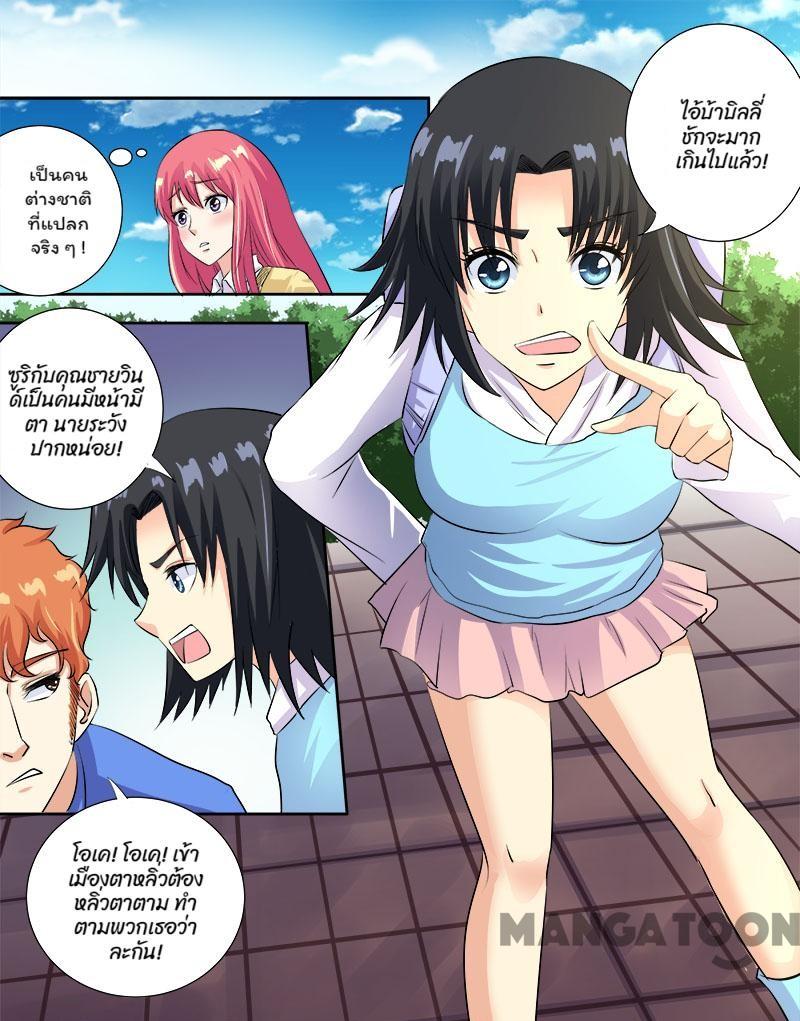 ไอ้บ้าบิลลี่
ชักจะมาก
เกินไปแล้ว!
เป็นคน
ต่างชาติ
ที่แปลก
จริง ๆ !
ซูริกับคุณชายวิน
ด์เป็นคนมีหน้ามี
ตา นายระวัง
ปากหน่อย!
โอเค! โอเค! เข้า
เมืองตาหลิ่วต้อง
หลิ่วตาตาม ทำ
ตามพวกเธอว่า
ละกัน!
MANGATOON